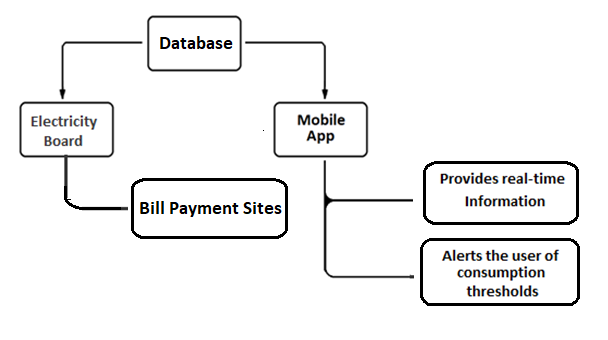 Database
Electricity
Board
Mobile
App
Bill Payment Sites
Provides real-time
Information
Alerts the user of
consumption
thresholds